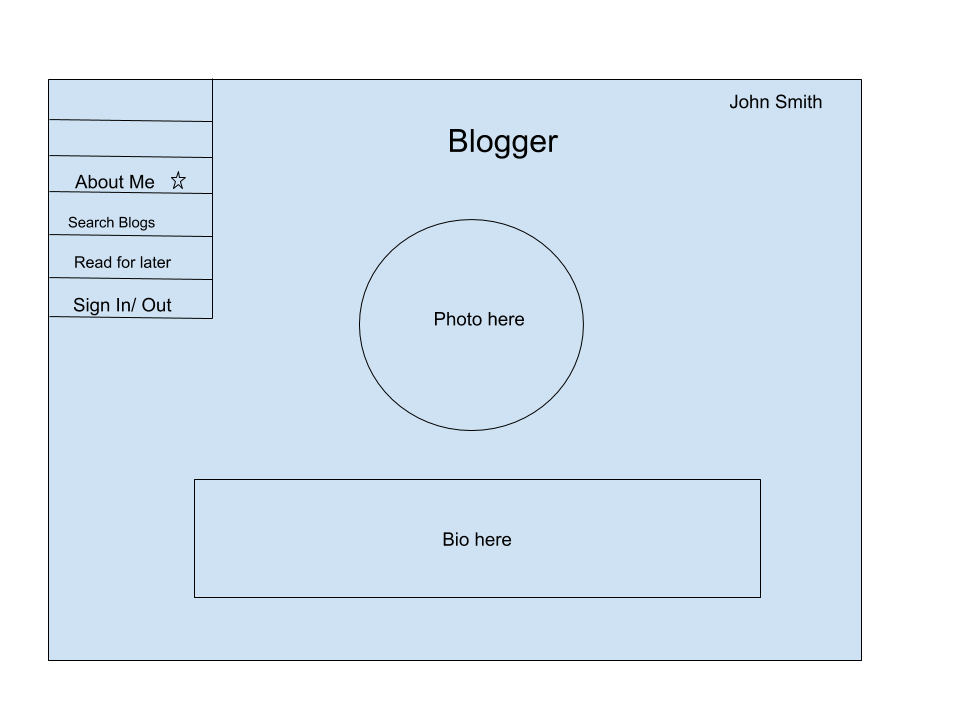 John Smith
Blogger
About Me
Search Blogs
Read for later
Sign In/ Out
Photo here
Bio here